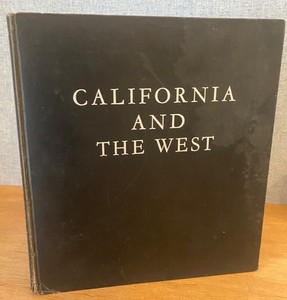 CALIFORNIA
AND
THE WEST